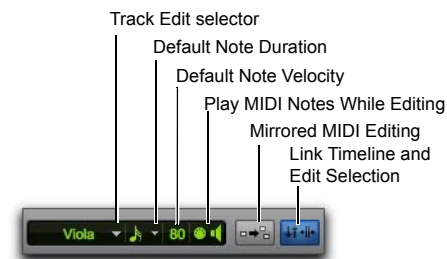 Track Edit selector
Default Note Duration
Default Note Velocity
Play MIDI Notes While Editing
Mirrored MIDI Editing
Link Timeline and
Edit Selection
Viola 80